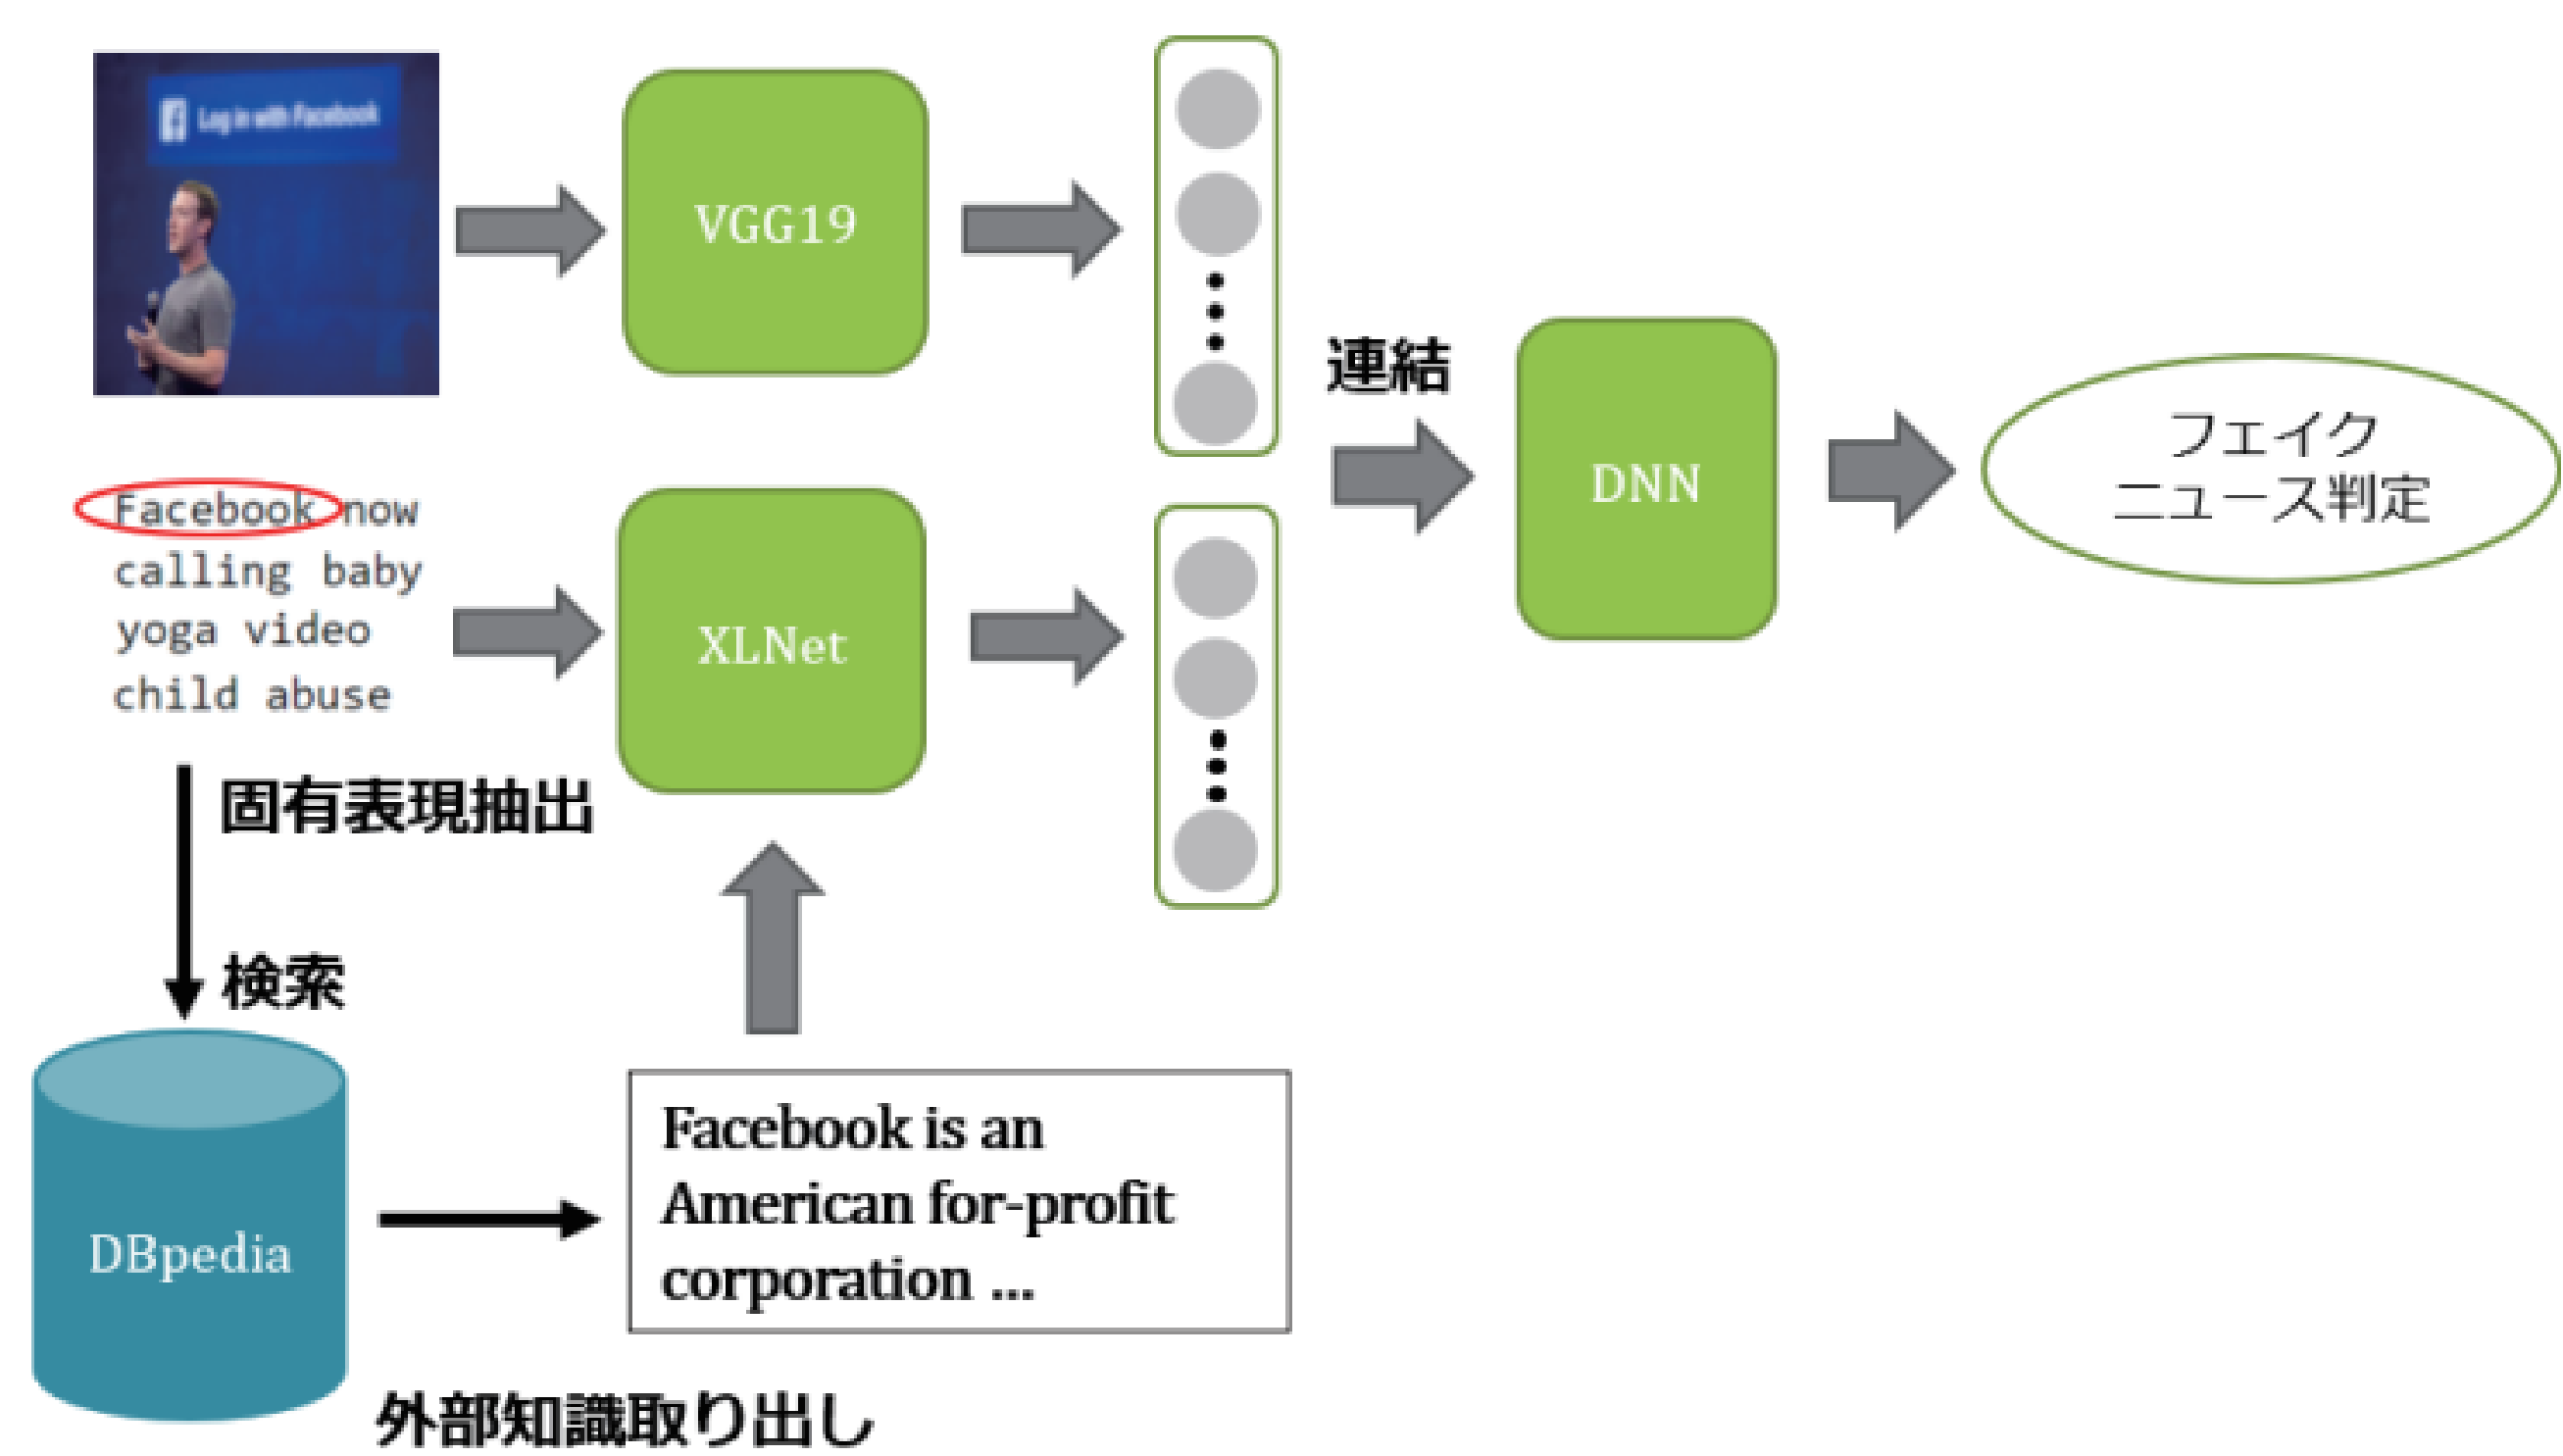 Log in with Facebook
VGG19
連結
DNN
フェイク
ニュース判定
Facebook now
calling baby
yoga video
child abuse
XLNet
固有表現抽出
検索
DBpedia
Facebook is an
American for-profit
corporation ...
外部知識取り出し